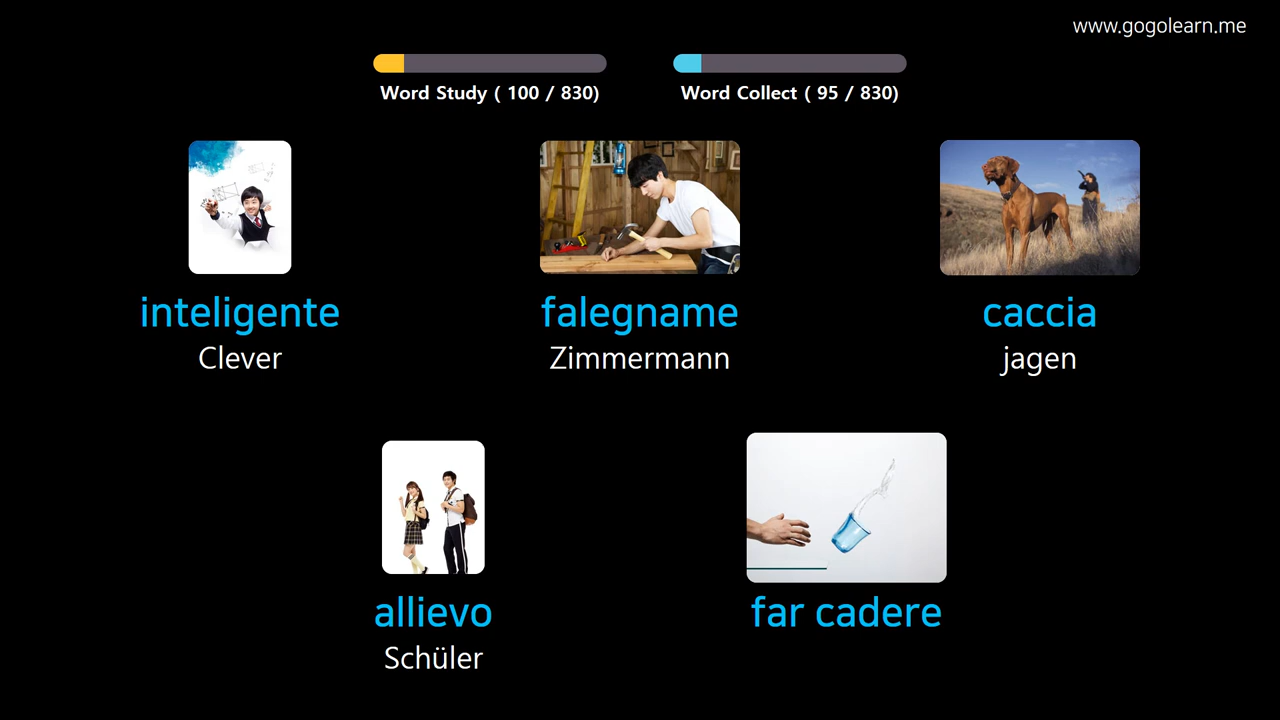 www.gogolearn.me
Word Study ( 100 / 830)
Word Collect ( 95 / 830)
inteligente
Clever
falegname
Zimmermann
caccia
jagen
allievo
Schüler
far cadere